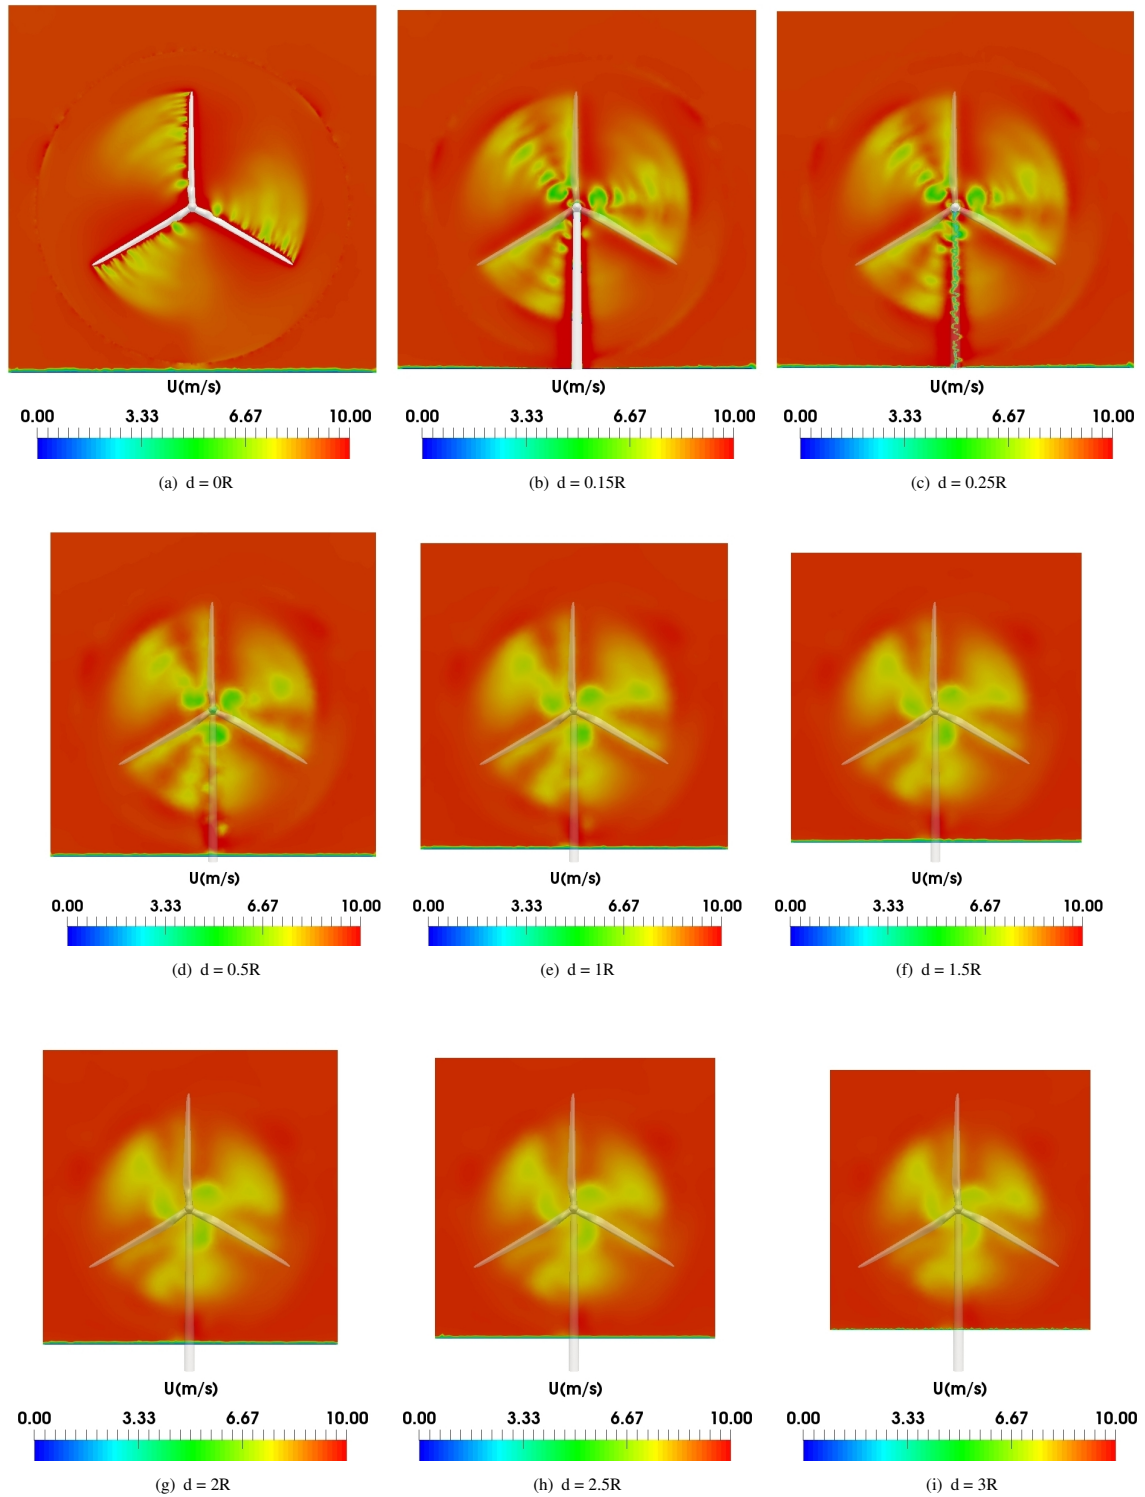 U(m/s) U(m/s) U(m/s)
0.00 3.33 6.67 10.00 0.00 3.33 6.67 10.00 0.00 3.33 6.67 10.00
(a) d = 0R (b) d = 0.15R (c) d = 0.25R
U(m/s) U(m/s) U(m/s)
0.00 3.33 6.67 10.00 0.00 3.33 6.67 10.00 0.00 3.33 6.67 10.00
(d) d = 0.5R (e) d = 1R (f) d = 1.5R
U(m/s) U(m/s) U(m/s)
0.00 3.33 6.67 10.00 0.00 3.33 6.67 10.00 0.00 3.33 6.67 10.00
(g) d = 2R (h) d = 2.5R (i) d = 3R